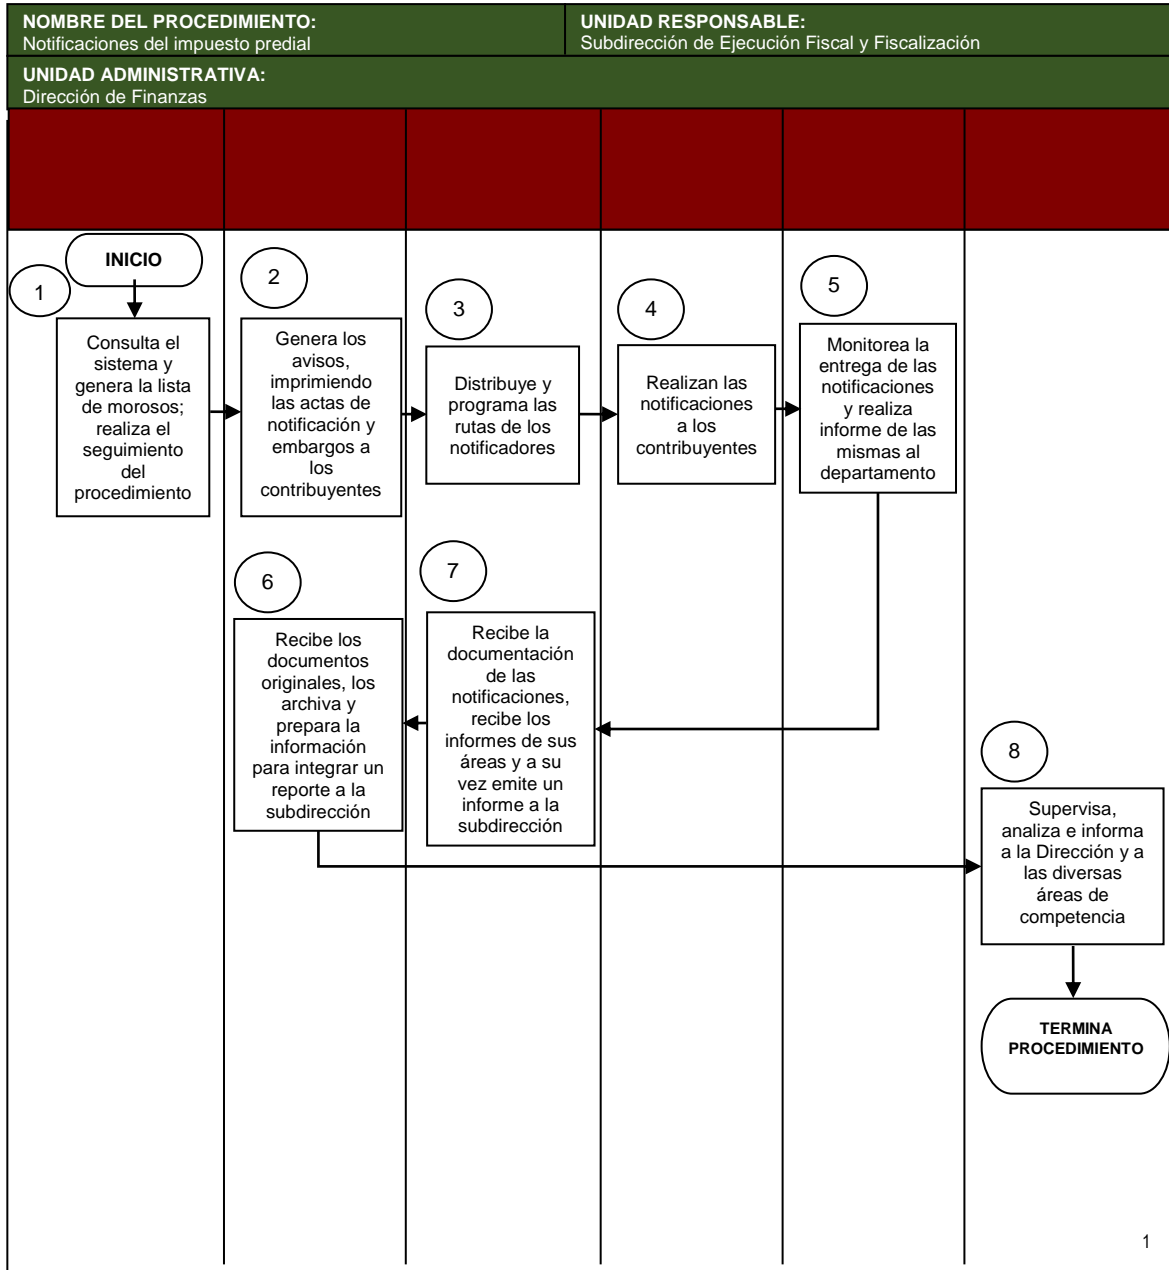 NOMBRE DEL PROCEDIMIENTO:
Notificaciones del impuesto predial
UNIDAD RESPONSABLE:
Subdirección de Ejecución Fiscal y Fiscalización
UNIDAD ADMINISTRATIVA:
Dirección de Finanzas
INICIO
1
Consulta el
sistema y
genera la lista
de morosos;
realiza el
seguimiento
del
procedimiento
2
Genera los
avisos,
imprimiendo
las actas de
notificación y
embargos a
los
contribuyentes
3
Distribuye y
programa las
rutas de los
notificadores
4
Realizan las
notificaciones
a los
contribuyentes
5
Monitorea la
entrega de las
notificaciones
y realiza
informe de las
mismas al
departamento
6
Recibe los
documentos
originales, los
archiva y
prepara la
información
para integrar un
reporte a la
subdirección
7
Recibe la
documentación
de las
notificaciones,
recibe los
informes de sus
áreas y a su
vez emite un
informe a la
subdirección
8
Supervisa,
analiza e informa
a la Dirección y a
las diversas
áreas de
competencia
TERMINA
PROCEDIMIENTO
1